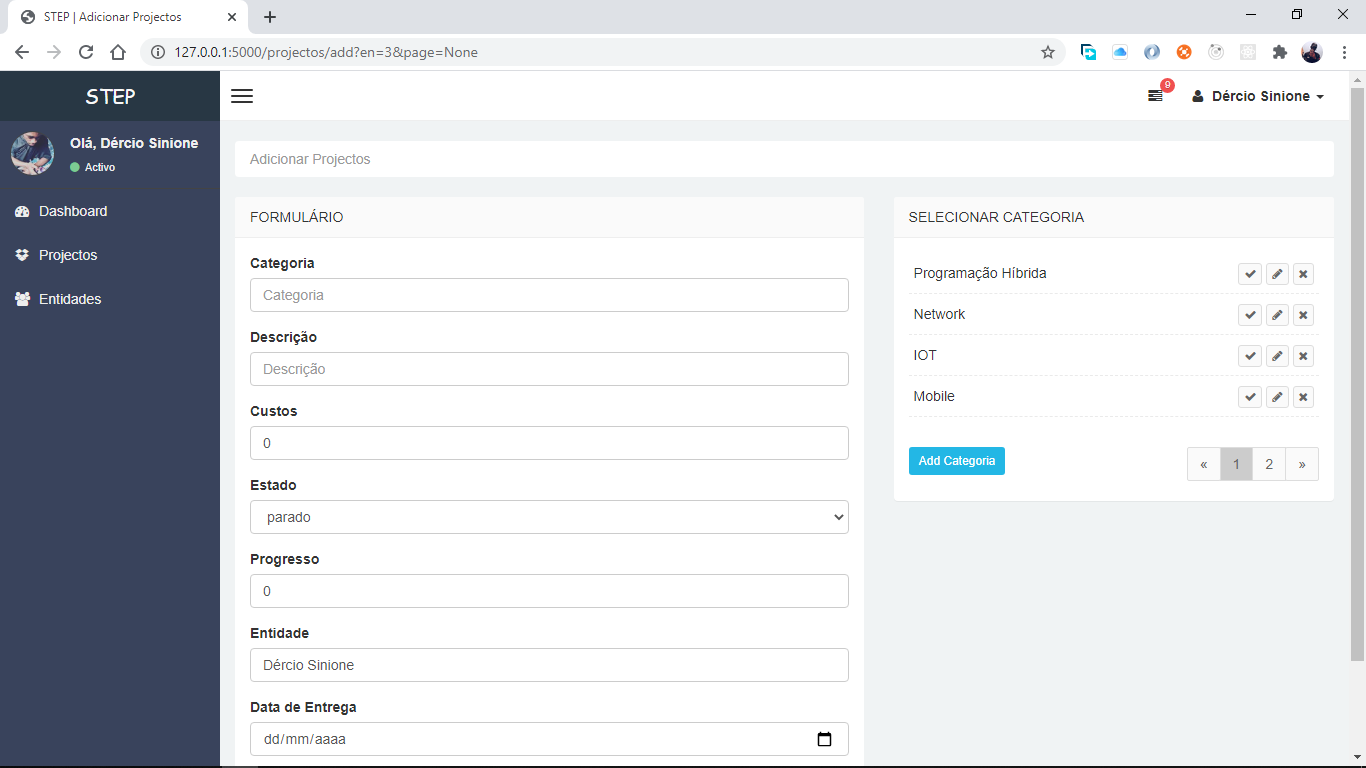 STEP | Adicionar Projectos
127.0.0.1:5000/projectos/add?en=3&page=None
STEP
9
Dércio Sinione
Olá, Dércio Sinione
Activo
Dashboard
Projectos
Entidades
Adicionar Projectos
FORMULÁRIO
Categoria
Categoria
Descrição
Descrição
Custos
0
Estado
parado
Progresso
0
Entidade
Dércio Sinione
Data de Entrega
dd/mm/aaaa
SELECIONAR CATEGORIA
Programação Híbrida
Network
IOT
Mobile
Add Categoria
« 1 2 »